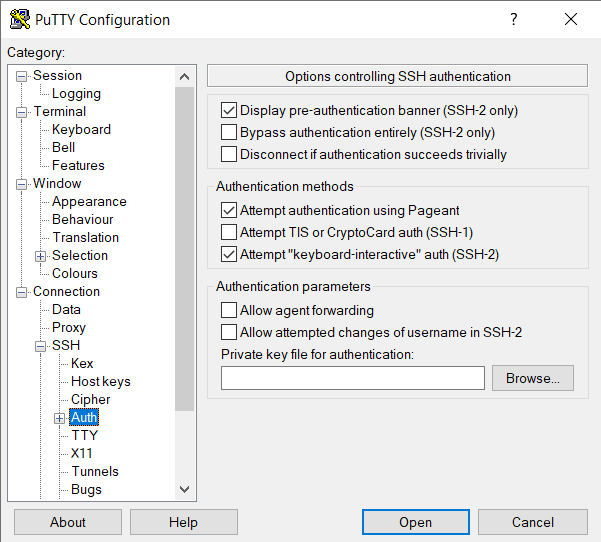 PuTTY Configuration
?
Category:
Session
Logging
Terminal
Keyboard
Bell
Features
Window
Appearance
Behaviour
Translation
Selection
Colours
Connection
Data
Proxy
SSH
Kex
Host keys
Cipher
Auth
TTY
X11
Tunnels
Bugs
Options controlling SSH authentication
Display pre-authentication banner (SSH-2 only)
Bypass authentication entirely (SSH-2 only)
Disconnect if authentication succeeds trivially
Authentication methods
Attempt authentication using Pageant
Attempt TIS or CryptoCard auth (SSH-1)
Attempt "keyboard-interactive" auth (SSH-2)
Authentication parameters
Allow agent forwarding
Allow attempted changes of username in SSH-2
Private key file for authentication:
Browse...
About
Help
Open
Cancel